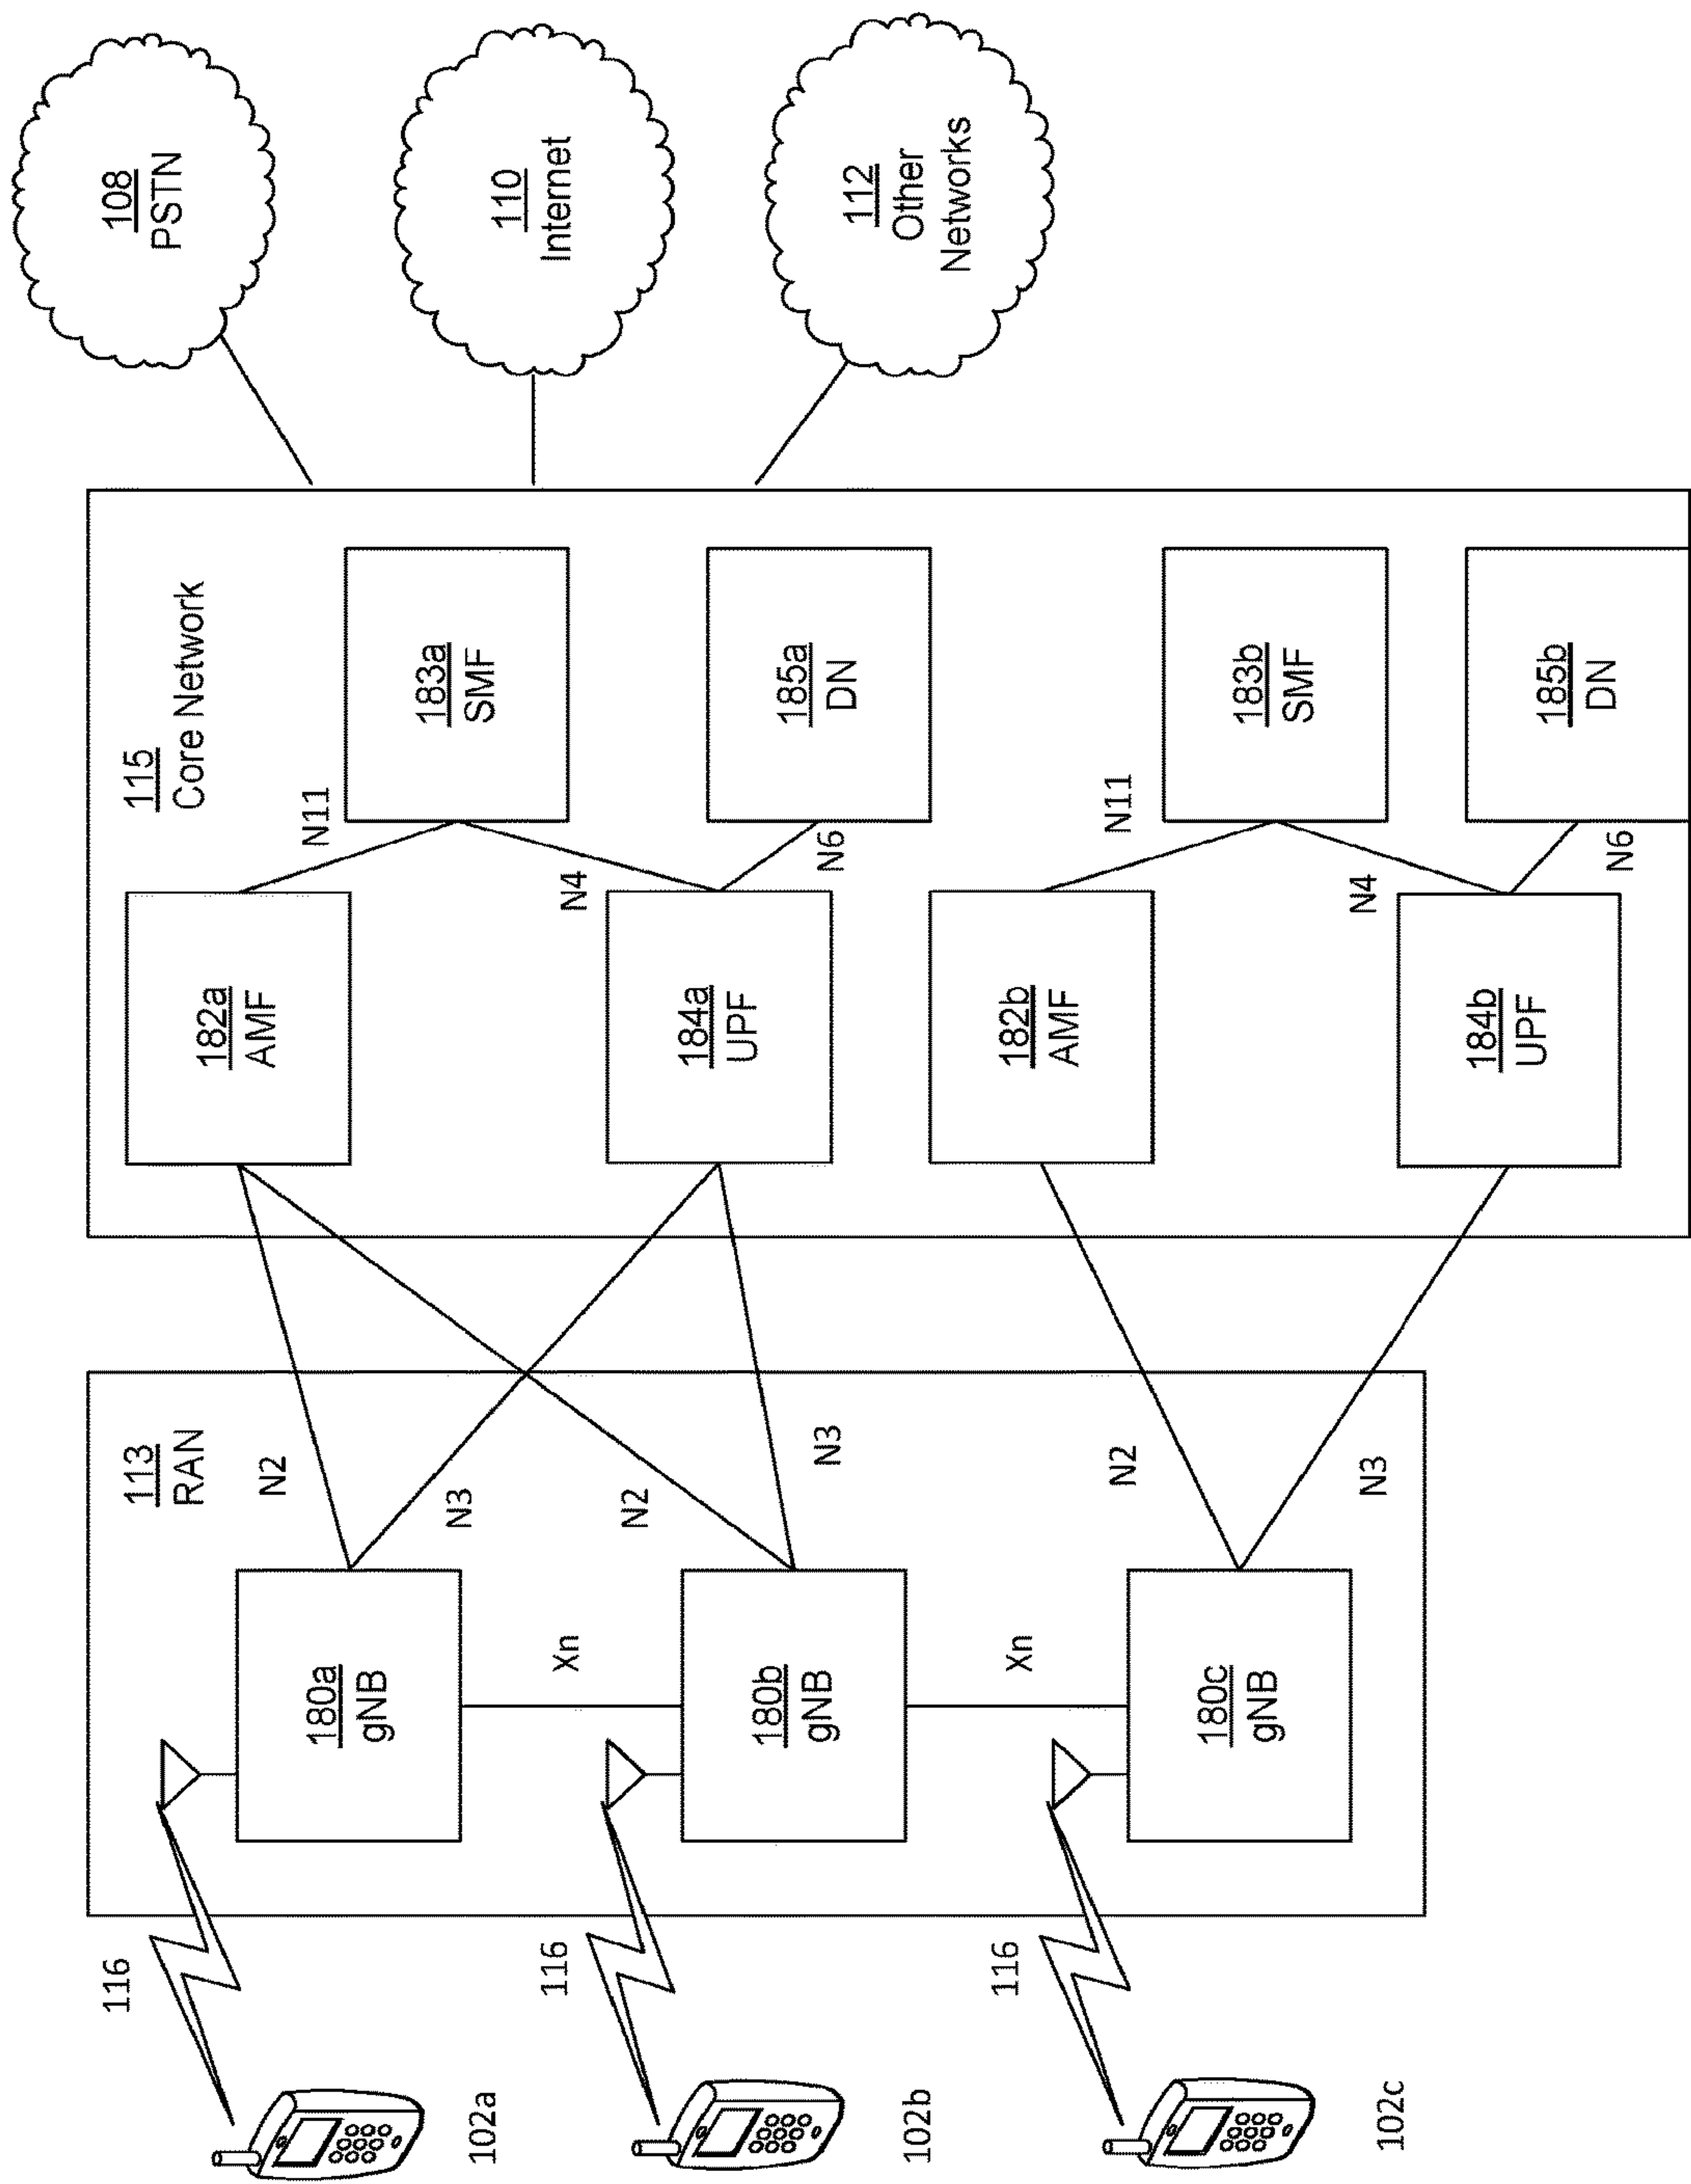 102a
102b
102c
116
116
116
113
RAN
180a
gNB
Xn
180b
gNB
Xn
180c
gNB
N2
N3
N2
N3
N2
N3
115
Core Network
182a
AMF
184a
UPF
182b
AMF
184b
UPF
N11
N4
N6
N11
N4
N6
183a
SMF
185a
DN
183b
SMF
185b
DN
108
PSTN
110
Internet
112
Other
Networks